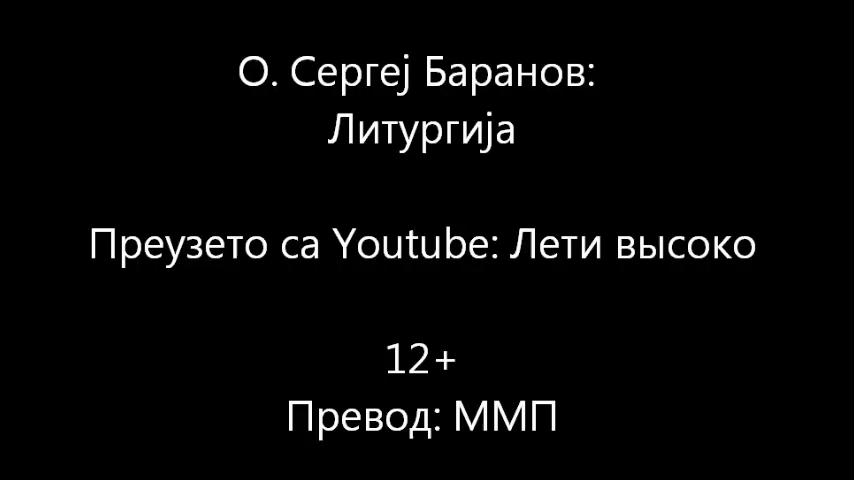 О. Сергеј Баранов:
Литургија
Преузето са Youtube: Лети высоко
12+
Превод: ММП